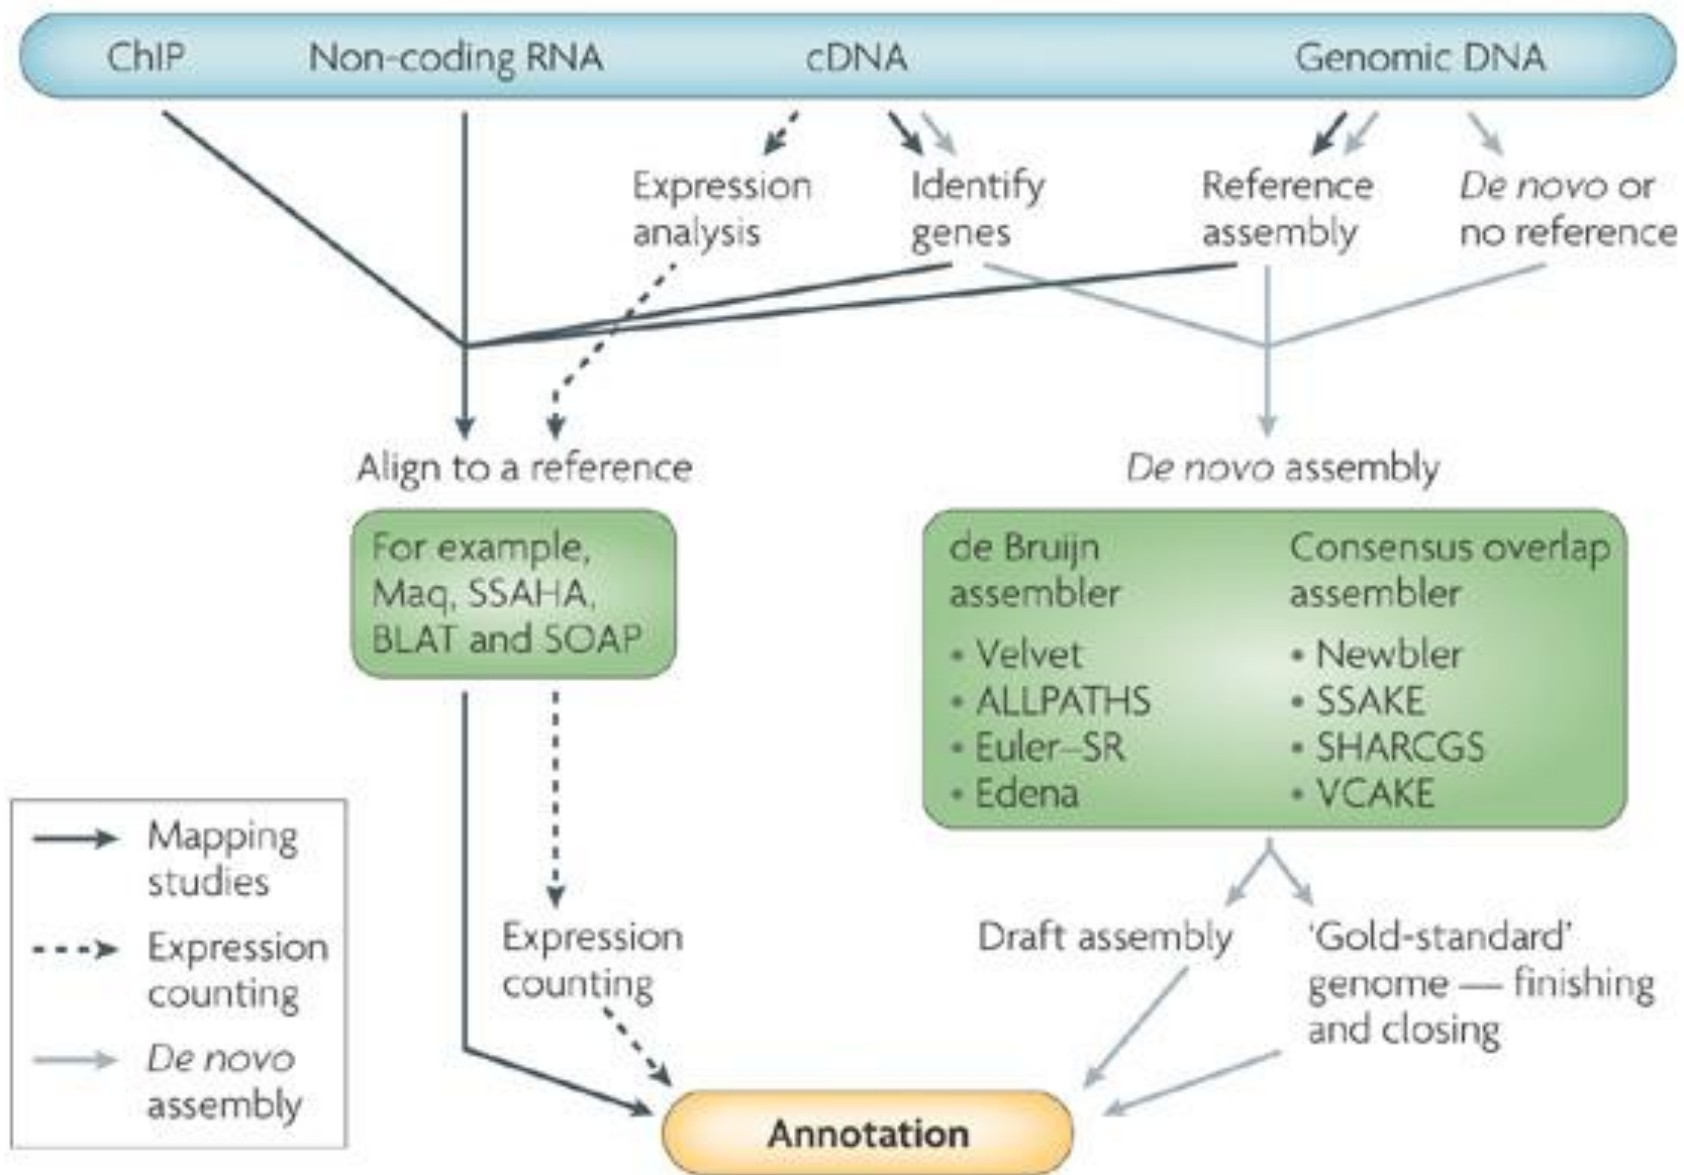 ChIP Non-coding RNA cDNA Genomic DNA
Expression
analysis
Identify
genes
Reference
assembly
De novo or
no reference
Align to a reference
For example,
Maq, SSAHA,
BLAT and SOAP
De novo assembly
de Bruijn
assembler
• Velvet
• ALLPATHS
• Euler–SR
• Edena
Consensus overlap
assembler
• Newbler
• SSAKE
• SHARCGS
• VCAKE
Mapping
studies
Expression
counting
De novo
assembly
Expression
counting
Draft assembly
‘Gold-standard’
genome — finishing
and closing
Annotation